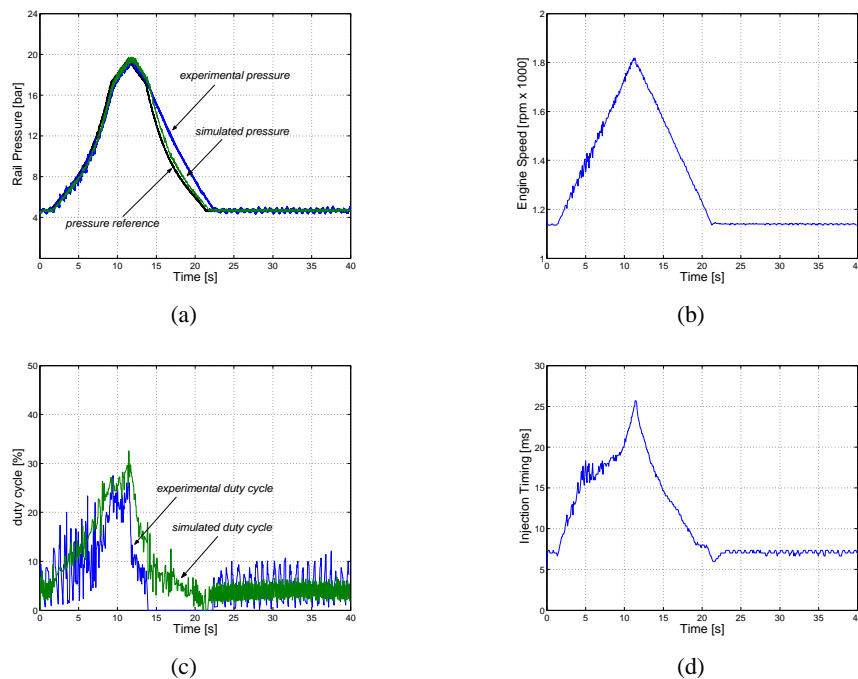 24
20
16
12
8
4
Rail Pressure [bar]
experimental pressure
simulated pressure
pressure reference
0 5 10 15 20 25 30 35 40
Time [s]
(a)
2
1.8
1.6
1.4
1.2
1
Engine Speed [rpm x 1000]
0 5 10 15 20 25 30 35 40
Time [s]
(b)
50
40
30
20
10
0
duty cycle [%]
experimental duty cycle
simulated duty cycle
0 5 10 15 20 25 30 35 40
Time [s]
(c)
30
25
20
15
10
5
0
Injection Timing [ms]
0 5 10 15 20 25 30 35 40
Time [s]
(d)